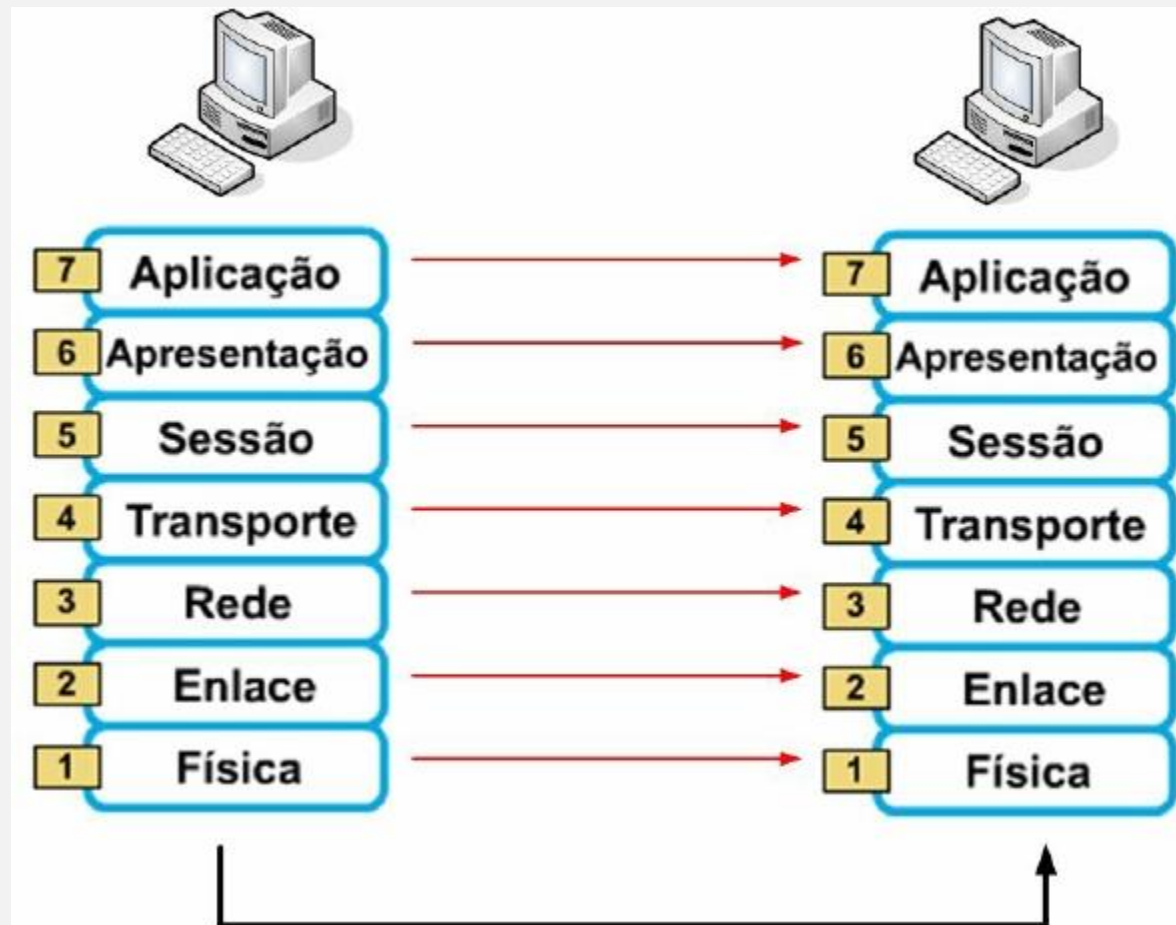 7 Aplicação
6 Apresentação
5 Sessão
4 Transporte
3 Rede
2 Enlace
1 Física
7 Aplicação
6 Apresentação
5 Sessão
4 Transporte
3 Rede
2 Enlace
1 Física